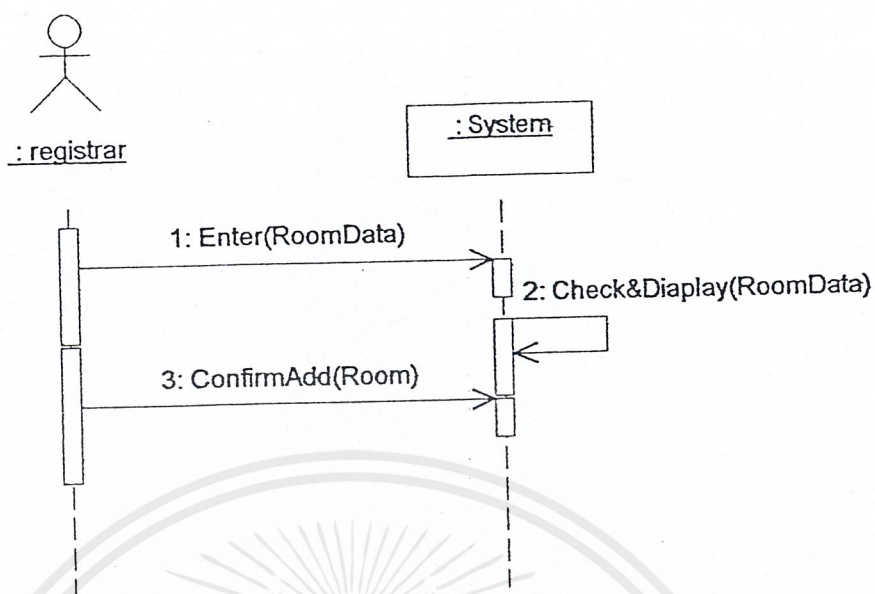 : registrar
: System
1: Enter(RoomData)
2: Check&Diaplay(RoomData)
3: ConfirmAdd(Room)